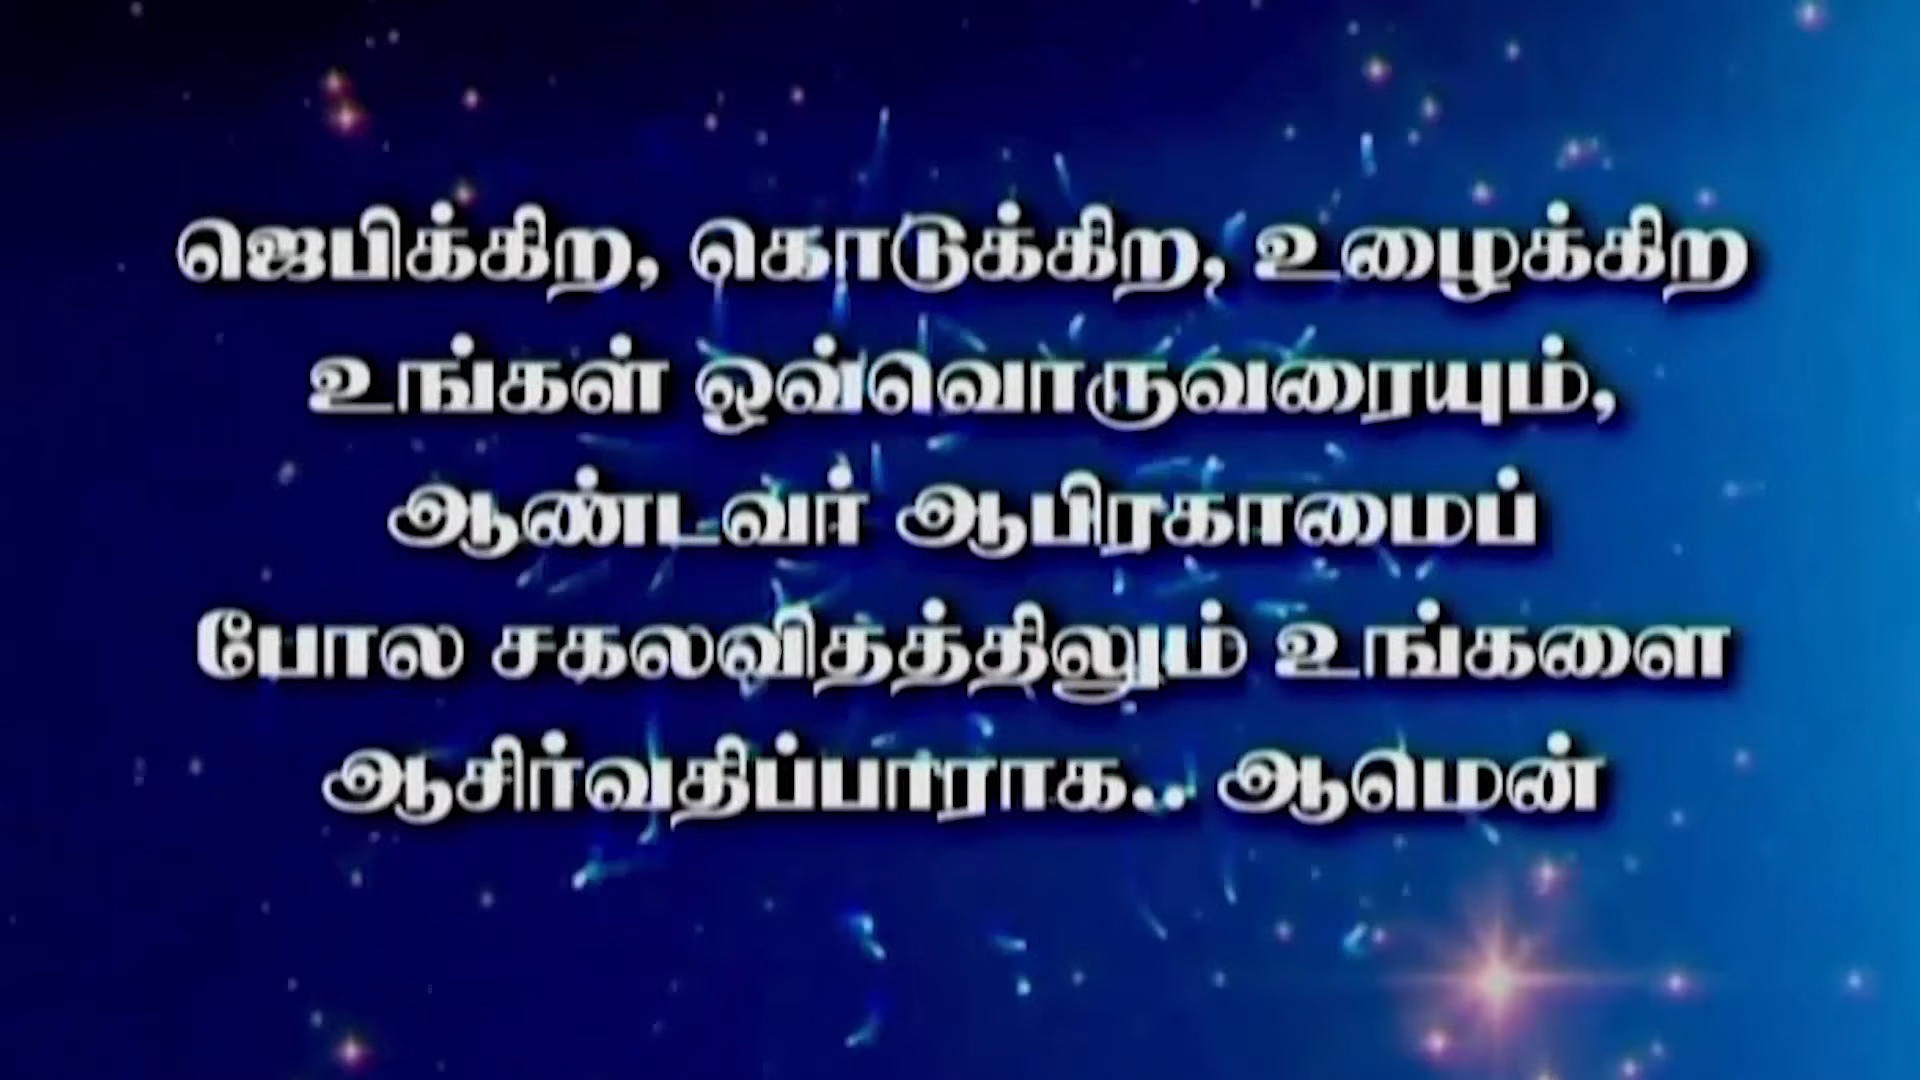 ஜெபிக்கிற, கொடுக்கிற, உழைக்கிற
உங்கள் ஒவ்வொருவரையும்,
ஆண்டவர் ஆபிரகாமைப்
போல சகலவிதத்திலும் உங்களை
ஆசிர்வதிப்பாராக.. ஆமென்